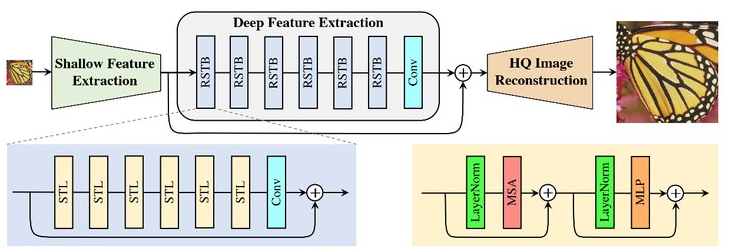 Deep Feature Extraction
Shallow Feature
Extraction
RSTB
RSTB
RSTB
RSTB
RSTB
RSTB
Conv
HQ Image
Reconstruction
STL
STL
STL
STL
STL
STL
Conv
LayerNorm
MSA
LayerNorm
MLP